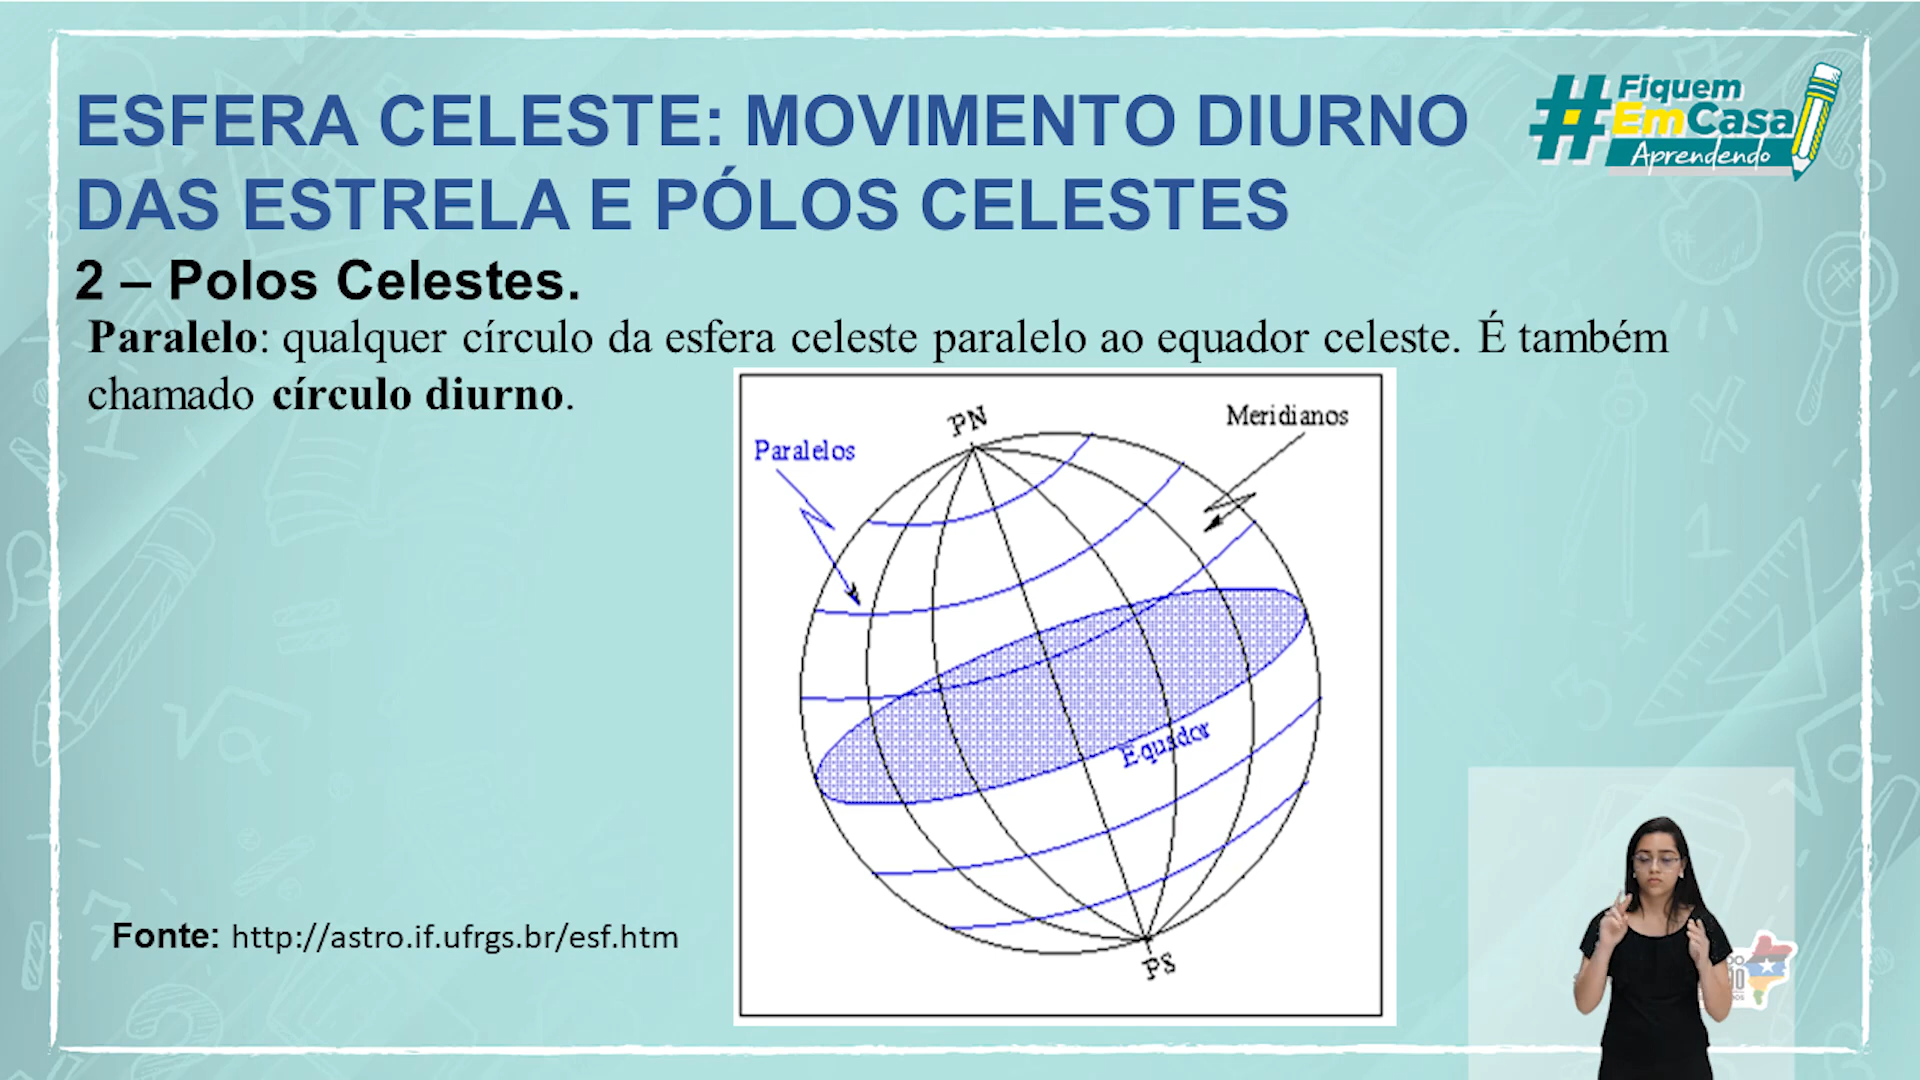 ESFERA CELESTE: MOVIMENTO DIURNO
DAS ESTRELA E PÓLOS CELESTES
#Fiquem
EmCasa
Aprendendo
2 – Polos Celestes.
Paralelo: qualquer círculo da esfera celeste paralelo ao equador celeste. É também
chamado círculo diurno.
PN
Meridianos
Paralelos
Equador
PS
Fonte: http://astro.if.ufrgs.br/esf.htm